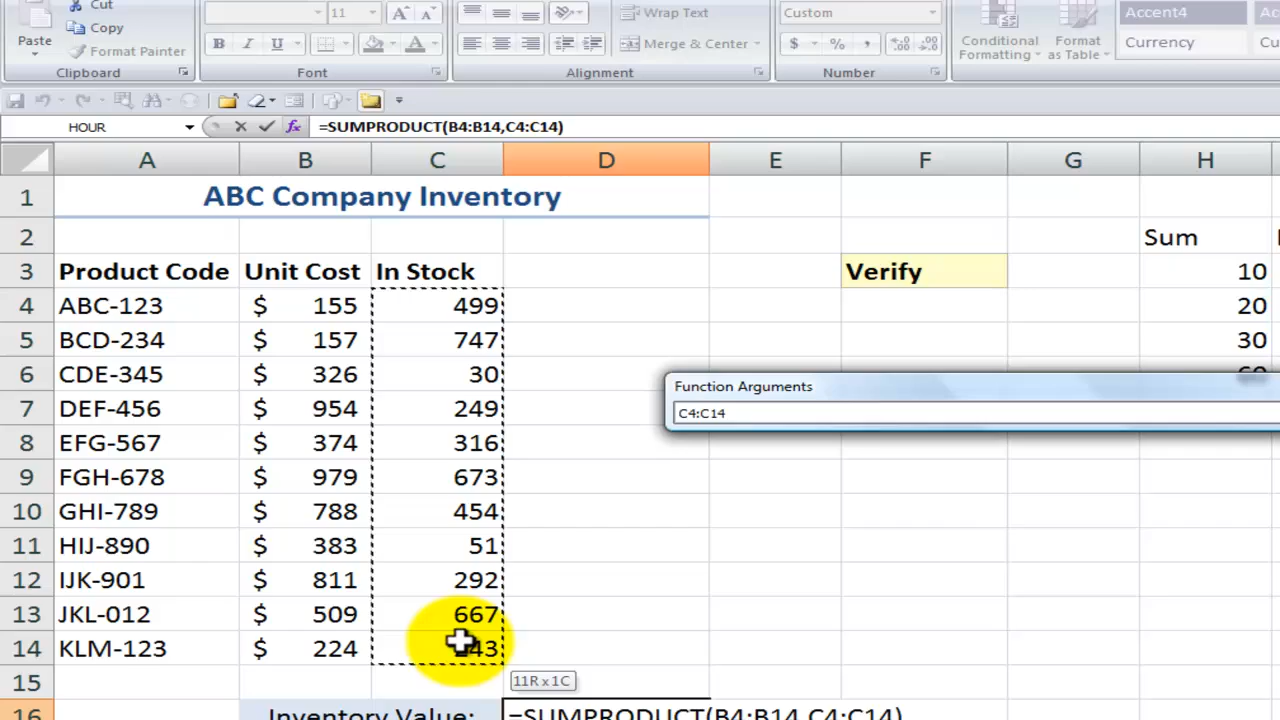 Cut
11
Wrap Text
Custom
Accent4
Paste
Copy
Format Painter
B I U
A
Merge & Center
$ % ,
Conditional Formatting
Format as Table
Currency
Clipboard
Font
Alignment
Number
HOUR
fx
=SUMPRODUCT(B4:B14,C4:C14)
A B C D E F G H
1 ABC Company Inventory
2 Sum
3 Product Code Unit Cost In Stock Verify 10
4 ABC-123 $ 155 499 20
5 BCD-234 $ 157 747 30
6 CDE-345 $ 326 30
Function Arguments
7 DEF-456 $ 954 249
C4:C14
8 EFG-567 $ 374 316
9 FGH-678 $ 979 673
10 GHI-789 $ 788 454
11 HIJ-890 $ 383 51
12 IJK-901 $ 811 292
13 JKL-012 $ 509 667
14 KLM-123 $ 224
15
11R x 1C
16 Inventory Value: =SUMPRODUCT(B4:B14,C4:C14)